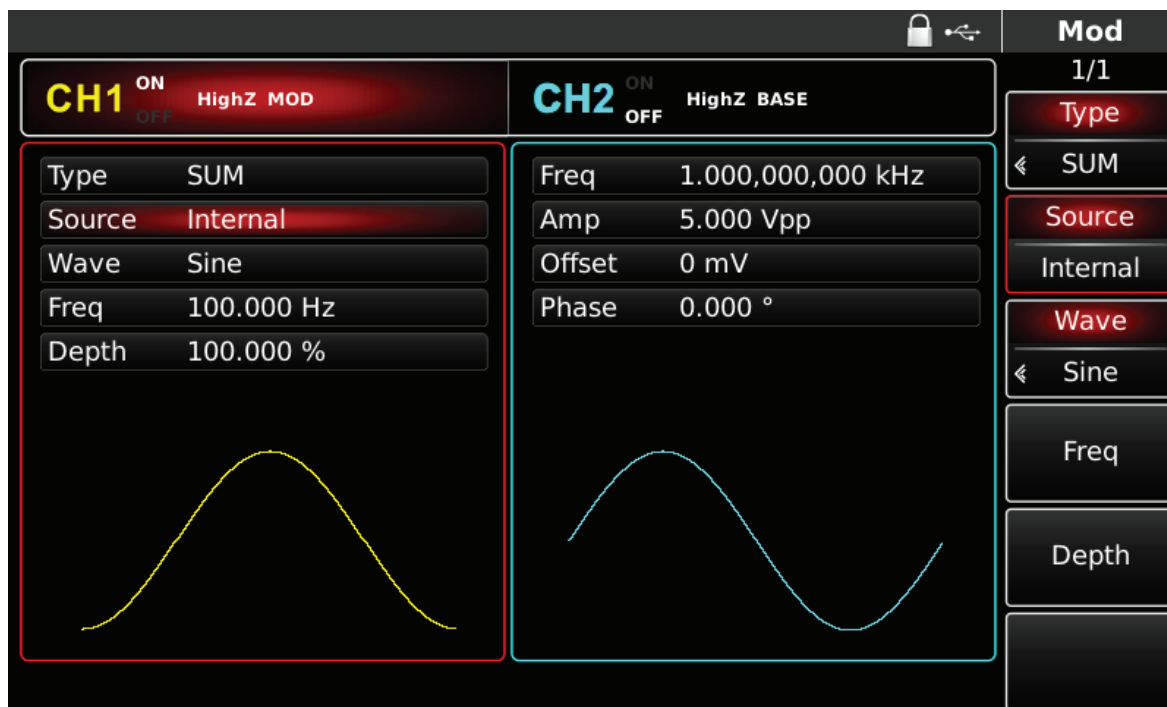 Mod
1/1
CH1 ON OFF HighZ MOD
CH2 ON OFF HighZ BASE
Type SUM
Source Internal
Wave Sine
Freq 100.000 Hz
Depth 100.000 %
Freq 1.000,000,000 kHz
Amp 5.000 Vpp
Offset 0 mV
Phase 0.000 °
Type
SUM
Source
Internal
Wave
Sine
Freq
Depth